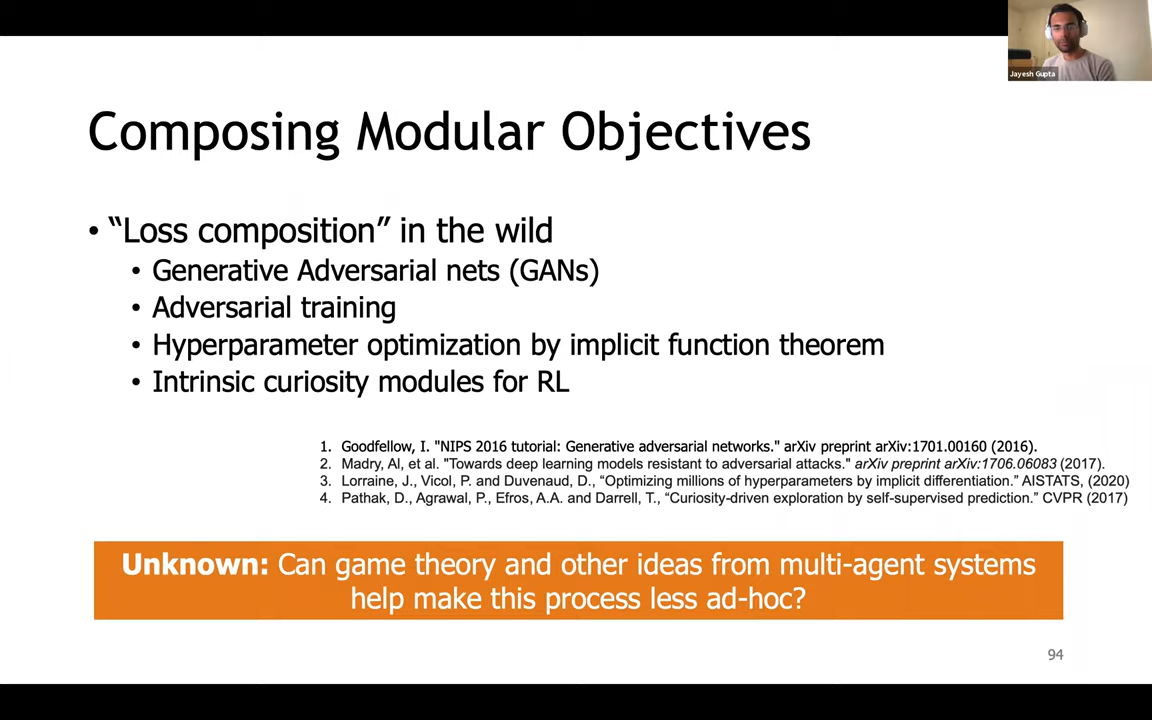 Jayesh Gupta
Composing Modular Objectives
• “Loss composition” in the wild
• Generative Adversarial nets (GANs)
• Adversarial training
• Hyperparameter optimization by implicit function theorem
• Intrinsic curiosity modules for RL
1. Goodfellow, I. "NIPS 2016 tutorial: Generative adversarial networks." arXiv preprint arXiv:1701.00160 (2016).
2. Madry, Al, et al. "Towards deep learning models resistant to adversarial attacks." arXiv preprint arXiv:1706.06083 (2017).
3. Lorraine, J., Vicol, P. and Duvenaud, D., “Optimizing millions of hyperparameters by implicit differentiation.” AISTATS, (2020)
4. Pathak, D., Agrawal, P., Efros, A.A. and Darrell, T., “Curiosity-driven exploration by self-supervised prediction.” CVPR (2017)
Unknown: Can game theory and other ideas from multi-agent systems
help make this process less ad-hoc?
94